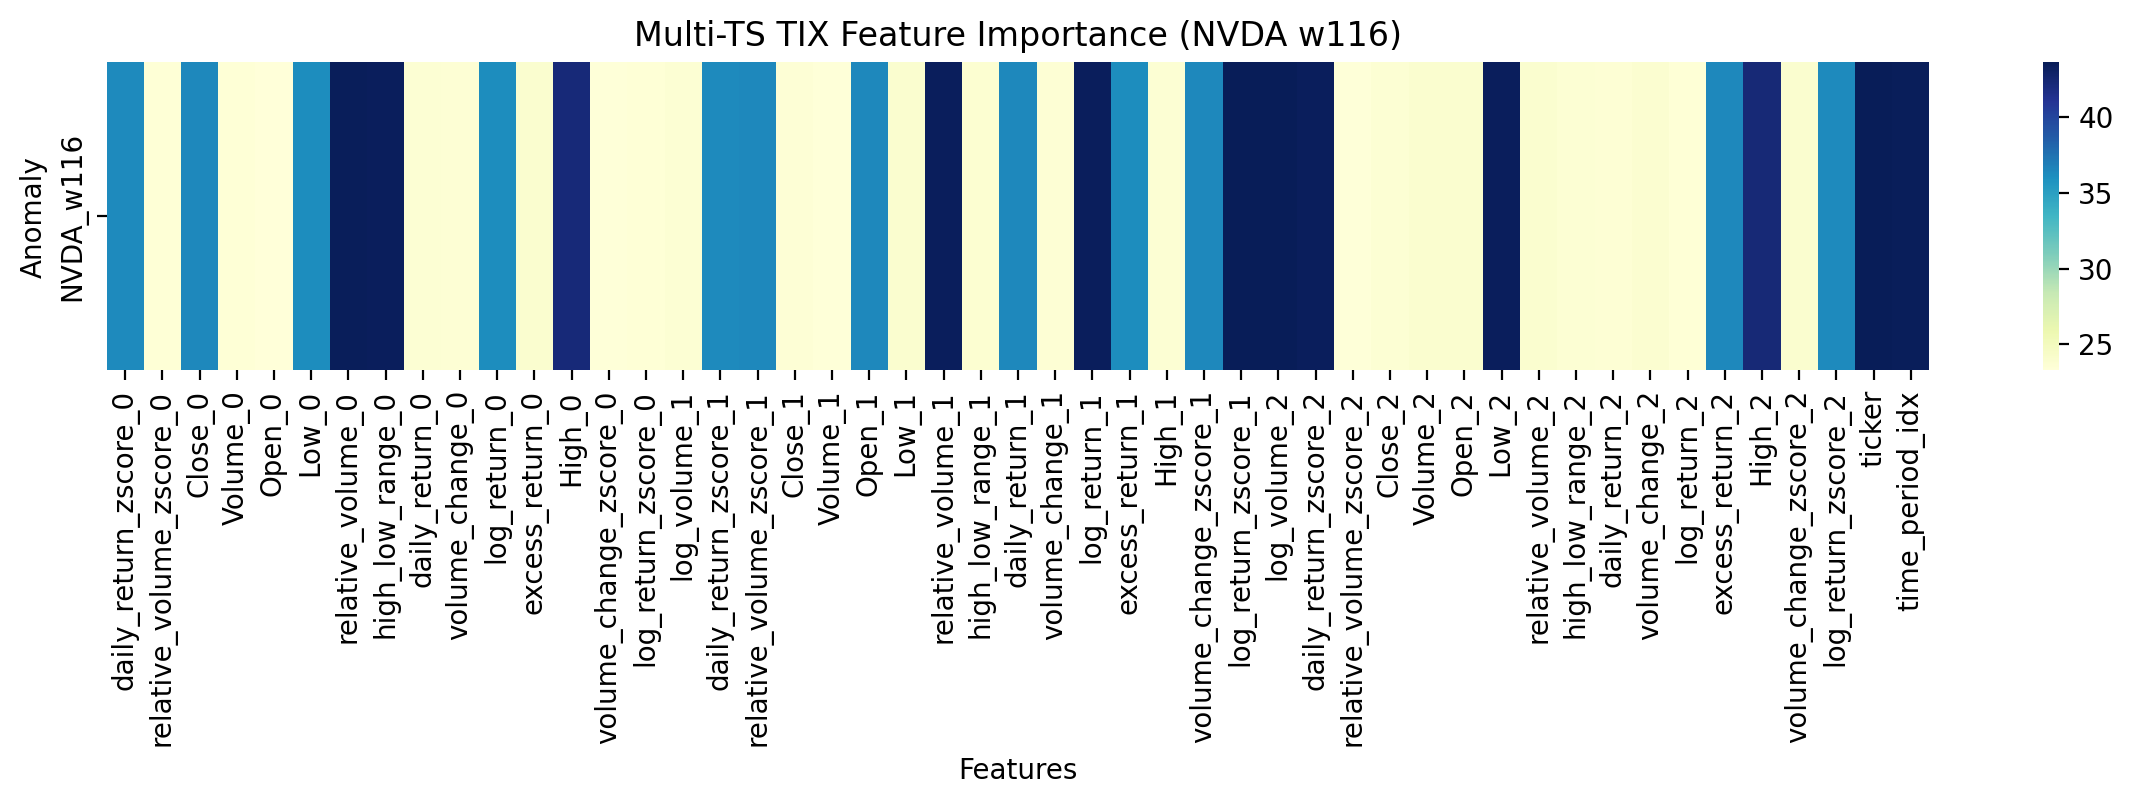 Multi-TS TIX Feature Importance (NVDA w116)
Anomaly
NVDA_w116
40
35
30
25
daily_return_zscore_0
relative_volume_zscore_0
Close_0
Volume_0
Open_0
Low_0
relative_volume_0
high_low_range_0
daily_return_0
volume_change_0
log_return_0
excess_return_0
High_0
volume_change_zscore_0
log_return_zscore_0
log_volume_1
daily_return_zscore_1
relative_volume_zscore_1
Close_1
Volume_1
Open_1
Low_1
relative_volume_1
high_low_range_1
daily_return_1
volume_change_1
log_return_1
excess_return_1
High_1
volume_change_zscore_1
log_return_zscore_1
log_volume_2
daily_return_zscore_2
relative_volume_zscore_2
Close_2
Volume_2
Open_2
Low_2
relative_volume_2
high_low_range_2
daily_return_2
volume_change_2
log_return_2
excess_return_2
High_2
volume_change_zscore_2
log_return_zscore_2
ticker
time_period_idx
Features